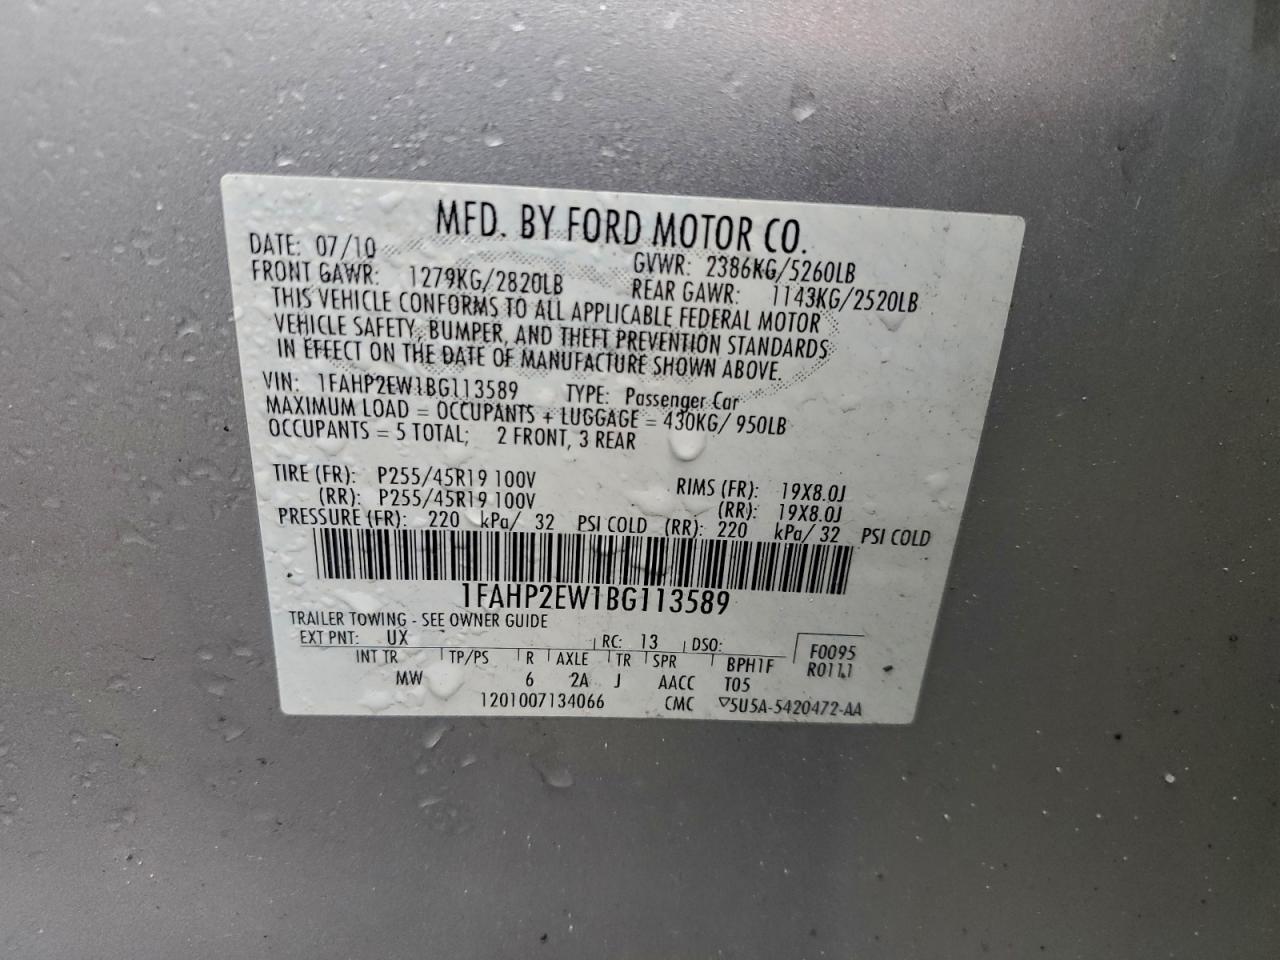 MFD. BY FORD MOTOR CO.
DATE: 07/10 GVWR: 2386KG/5260LB
FRONT GAWR: 1279KG/2820LB REAR GAWR: 1143KG/2520LB
THIS VEHICLE CONFORMS TO ALL APPLICABLE FEDERAL MOTOR
VEHICLE SAFETY, BUMPER, AND THEFT PREVENTION STANDARDS
IN EFFECT ON THE DATE OF MANUFACTURE SHOWN ABOVE.
VIN: 1FAHP2EW1BG113589 TYPE: Passenger Car
MAXIMUM LOAD = OCCUPANTS + LUGGAGE = 430KG/ 950LB
OCCUPANTS = 5 TOTAL; 2 FRONT, 3 REAR
TIRE (FR): P255/45R19 100V RIMS (FR): 19X8.0J
(RR): P255/45R19 100V (RR): 19X8.0J
PRESSURE (FR): 220 kPa/ 32 PSI COLD (RR): 220 kPa/ 32 PSI COLD
1FAHP2EW1BG113589
TRAILER TOWING - SEE OWNER GUIDE
EXT PNT: UX RC: 13 DSO: F0095
INT TR TP/PS R AXLE TR SPR BPH1F R0111
MW 6 2A J AACC T05
1201007134066 CMC ▽5U5A-5420472-AA